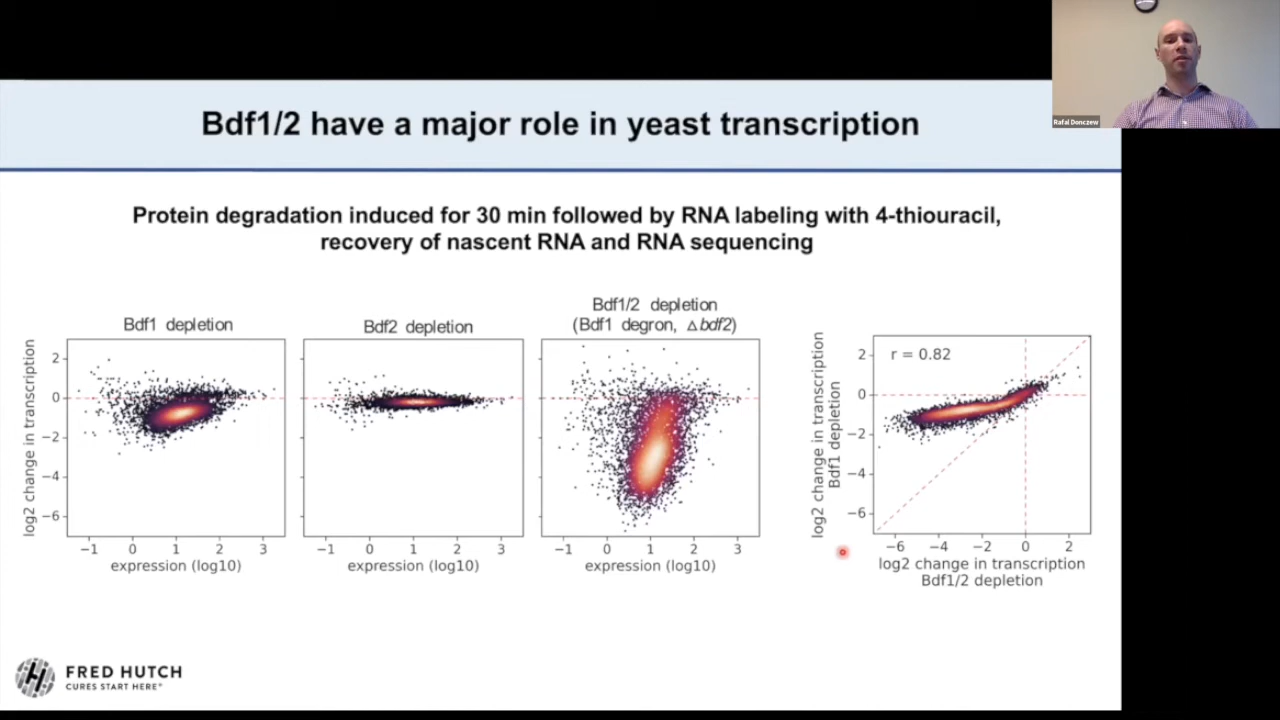 Rafal Donczew
Bdf1/2 have a major role in yeast transcription
Protein degradation induced for 30 min followed by RNA labeling with 4-thiouracil,
recovery of nascent RNA and RNA sequencing
Bdf1 depletion
log2 change in transcription
2
0
−2
−4
−6
−1 0 1 2 3
expression (log10)
Bdf2 depletion
−1 0 1 2 3
expression (log10)
Bdf1/2 depletion
(Bdf1 degron, Δbdf2)
−1 0 1 2 3
expression (log10)
log2 change in transcription
Bdf1 depletion
r = 0.82
2
0
−2
−4
−6
−6 −4 −2 0 2
log2 change in transcription
Bdf1/2 depletion
FRED HUTCH
CURES START HERE®